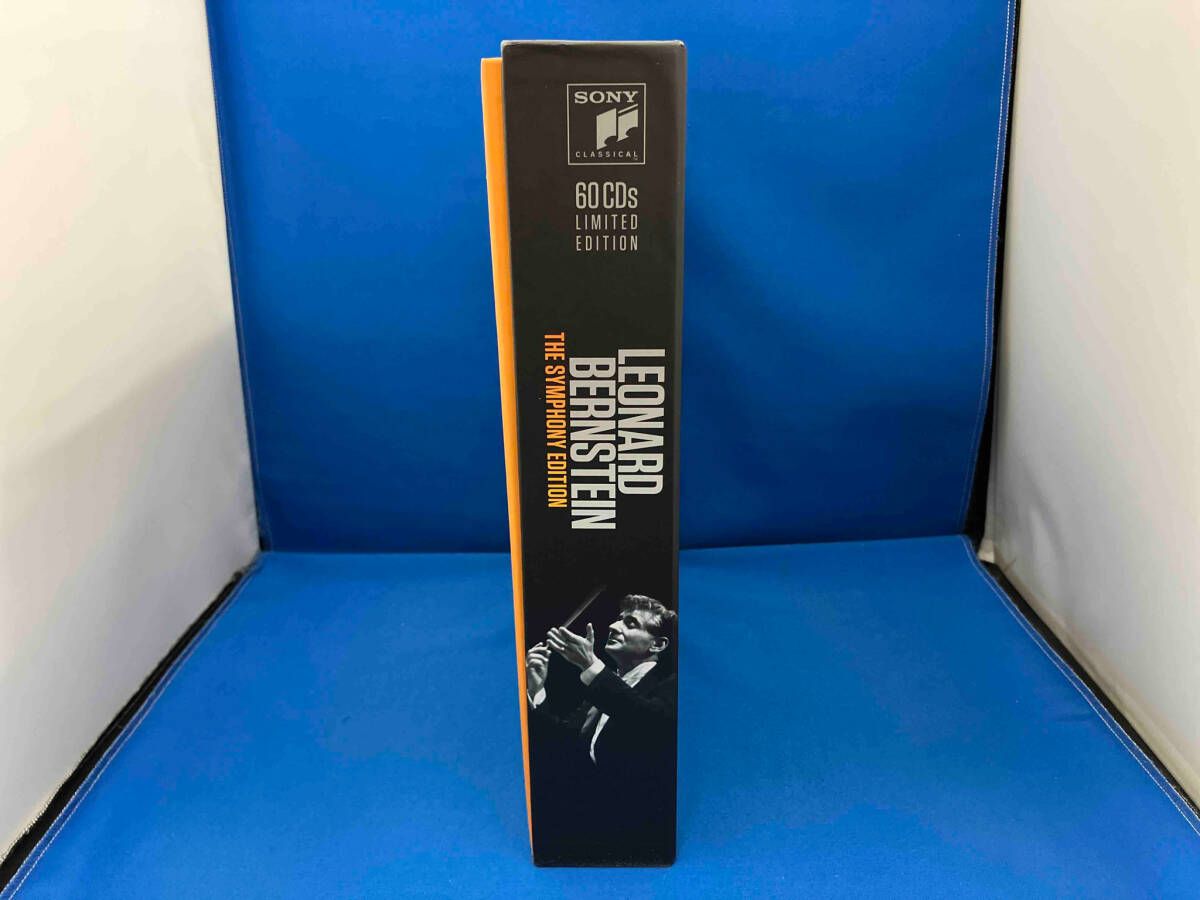 SONY
CLASSICAL
60 CDs
LIMITED
EDITION
LEONARD
BERNSTEIN
THE SYMPHONY EDITION